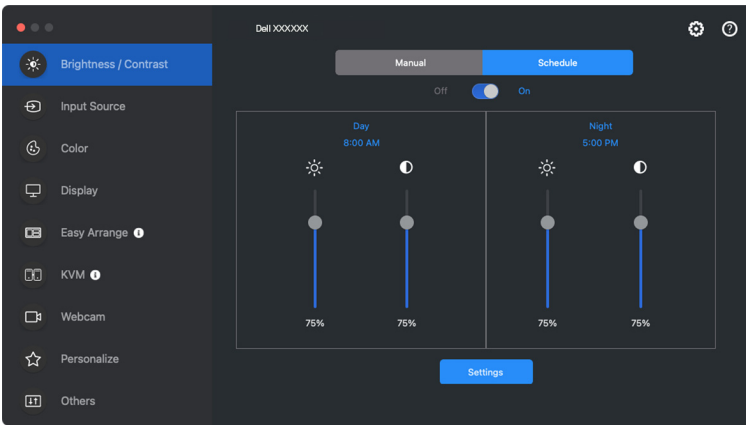 Dell XXXXXX
Brightness / Contrast
Input Source
Color
Display
Easy Arrange
KVM
Webcam
Personalize
Others
Manual
Schedule
Off
On
Day
8:00 AM
75%
75%
Night
5:00 PM
75%
75%
Settings